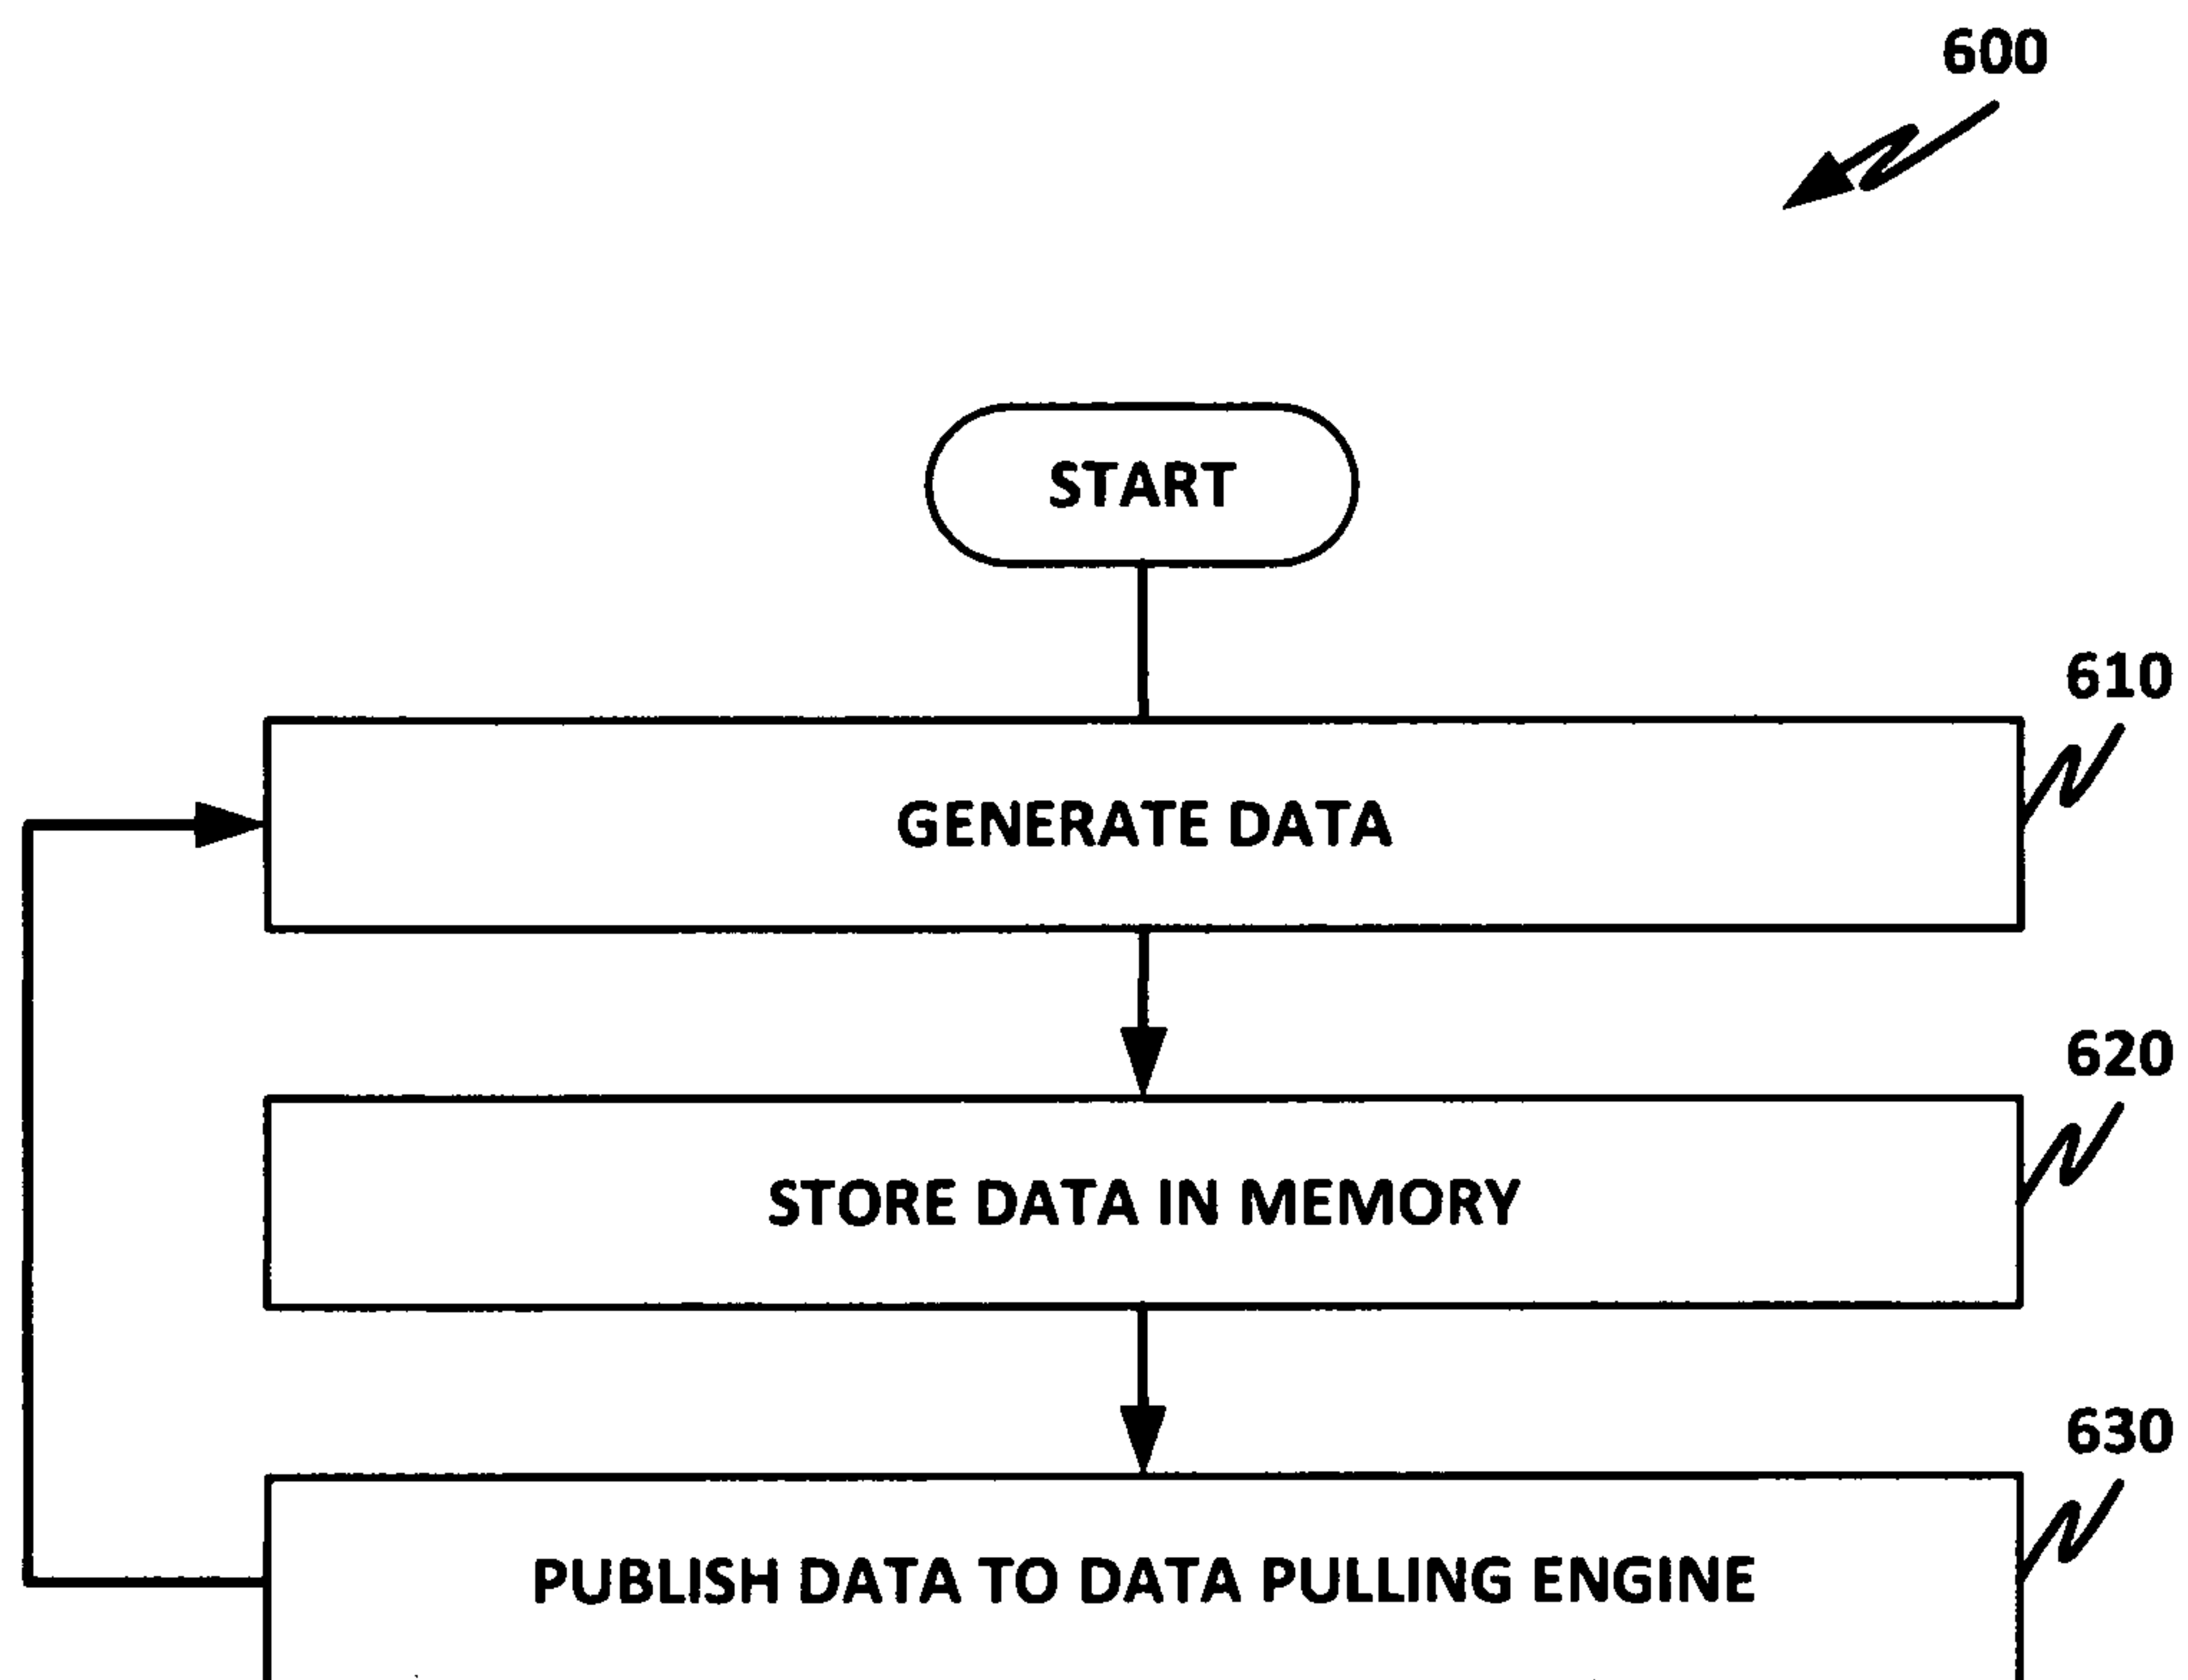 600
START
610
GENERATE DATA
620
STORE DATA IN MEMORY
630
PUBLISH DATA TO DATA PULLING ENGINE